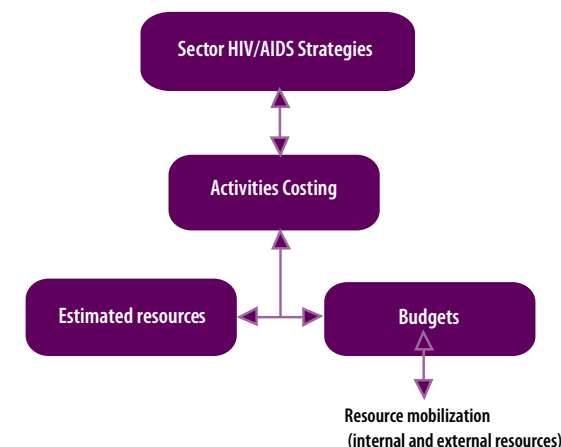 Sector HIV/AIDS Strategies
Activities Costing
Estimated resources
Budgets
Resource mobilization
(internal and external resources)